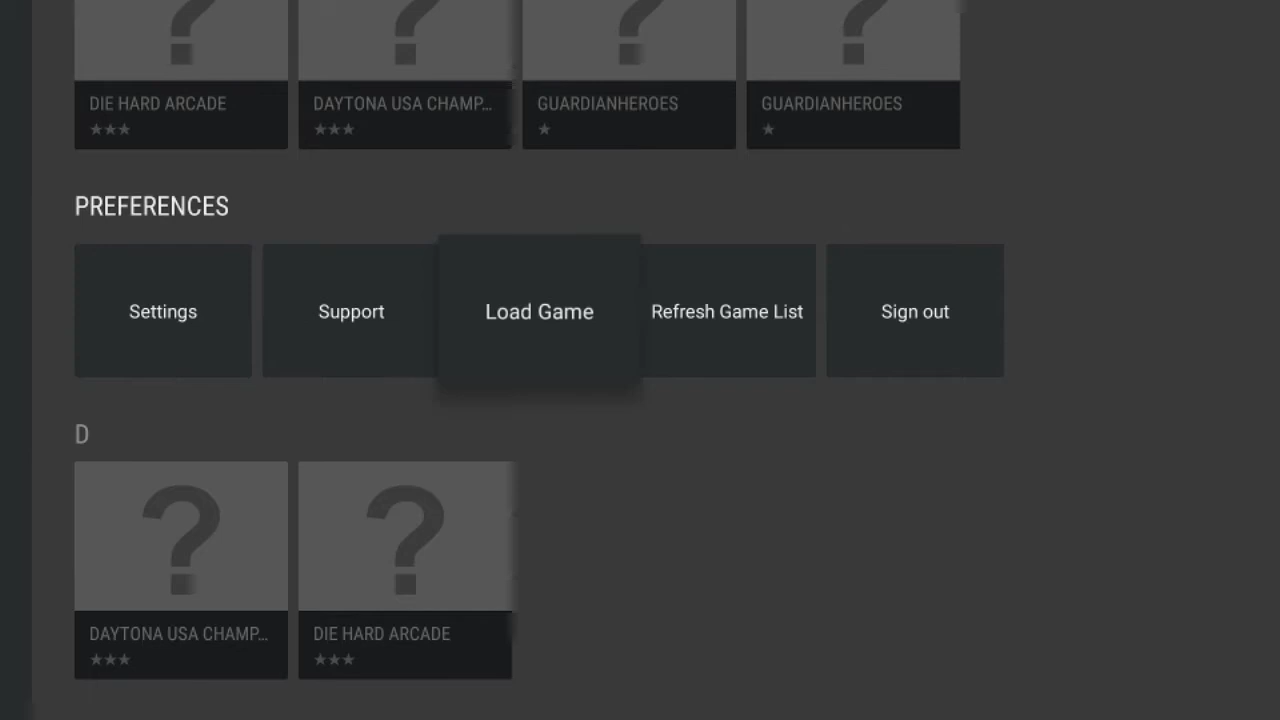 DIE HARD ARCADE
★★★
DAYTONA USA CHAMP...
★★★
GUARDIANHEROES
★
GUARDIANHEROES
★
PREFERENCES
Settings
Support
Load Game
Refresh Game List
Sign out
D
DAYTONA USA CHAMP...
★★★
DIE HARD ARCADE
★★★